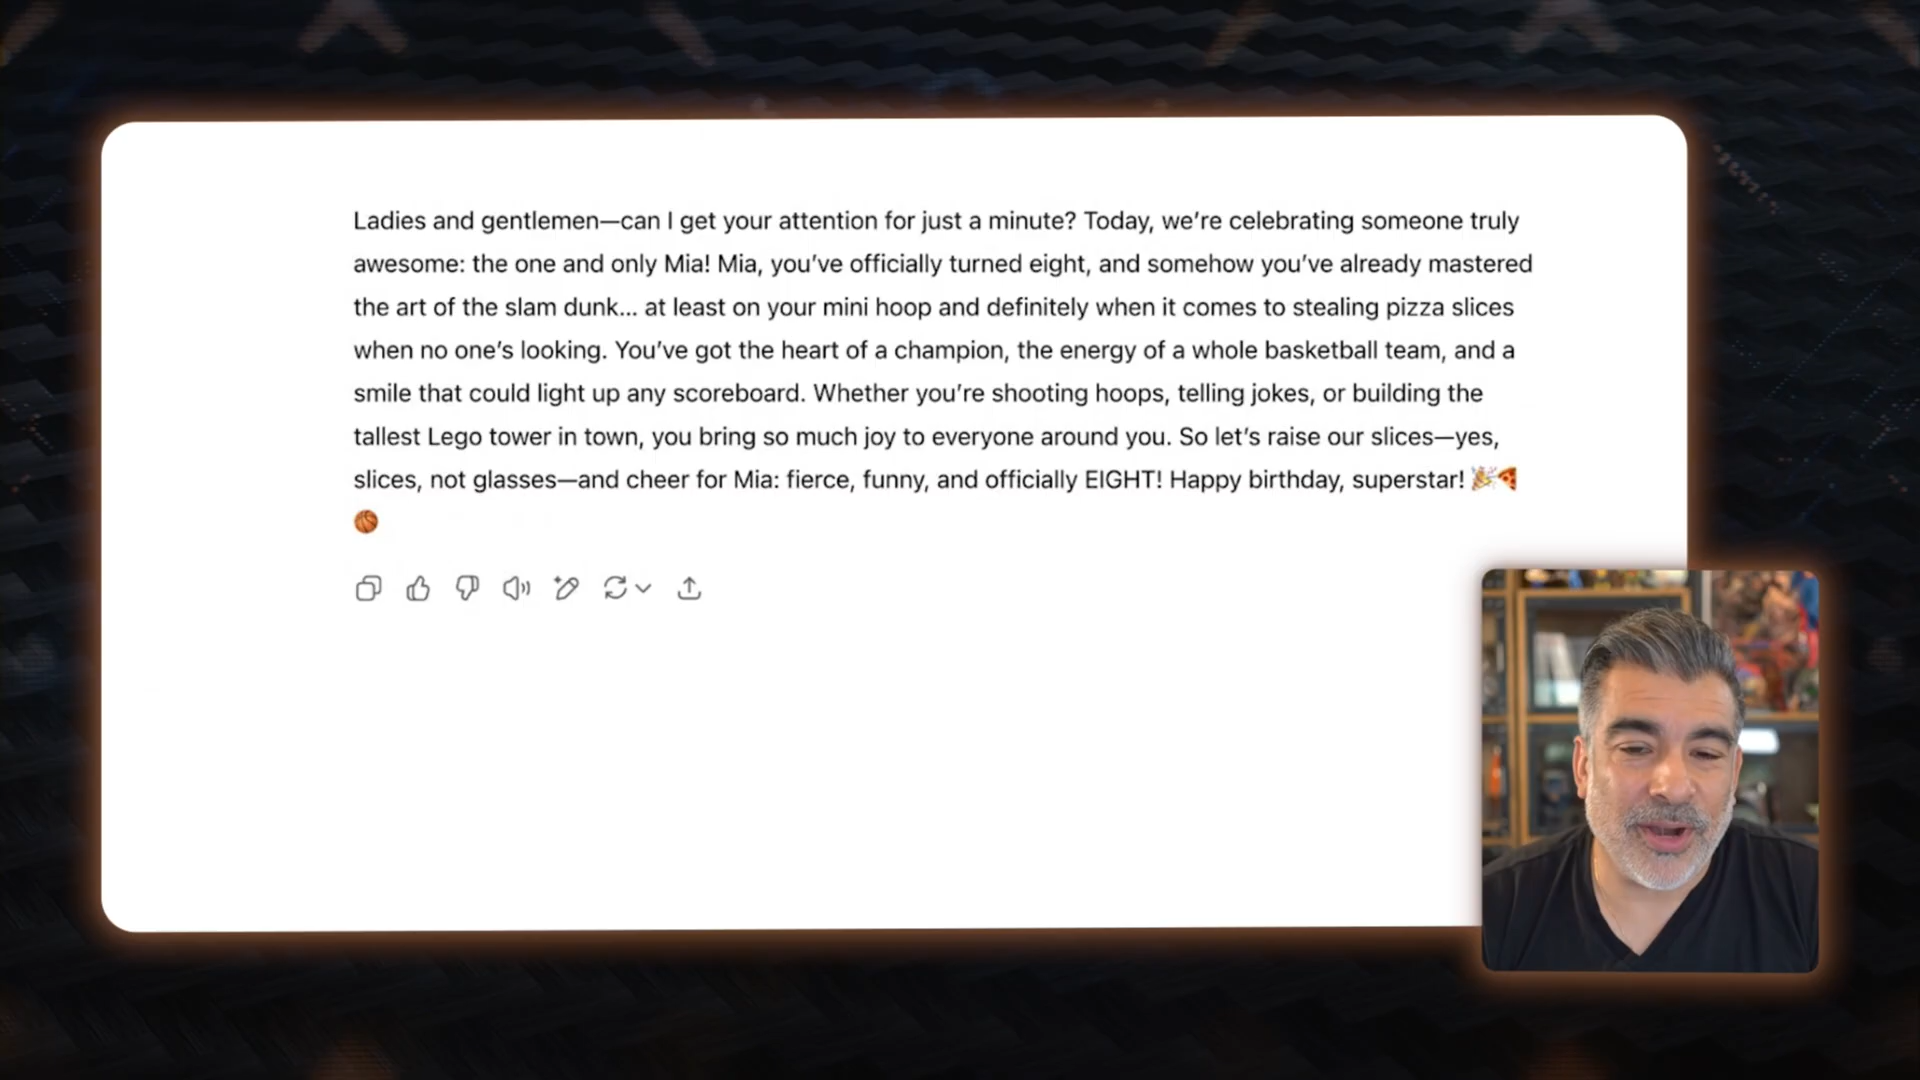 Ladies and gentlemen—can I get your attention for just a minute? Today, we’re celebrating someone truly
awesome: the one and only Mia! Mia, you’ve officially turned eight, and somehow you’ve already mastered
the art of the slam dunk... at least on your mini hoop and definitely when it comes to stealing pizza slices
when no one’s looking. You’ve got the heart of a champion, the energy of a whole basketball team, and a
smile that could light up any scoreboard. Whether you’re shooting hoops, telling jokes, or building the
tallest Lego tower in town, you bring so much joy to everyone around you. So let’s raise our slices—yes,
slices, not glasses—and cheer for Mia: fierce, funny, and officially EIGHT! Happy birthday, superstar! 🎉🍕
🏀